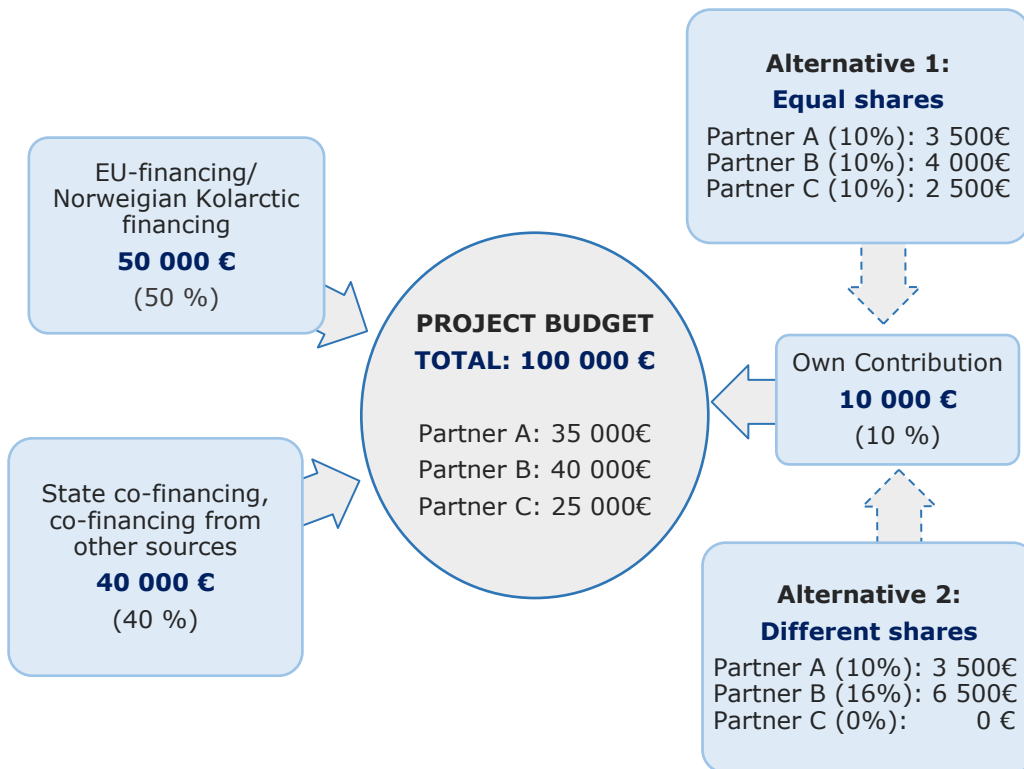 EU-financing/
Norweigian Kolarctic
financing
50 000 €
(50 %)
State co-financing,
co-financing from
other sources
40 000 €
(40 %)
PROJECT BUDGET
TOTAL: 100 000 €
Partner A: 35 000€
Partner B: 40 000€
Partner C: 25 000€
Alternative 1:
Equal shares
Partner A (10%): 3 500€
Partner B (10%): 4 000€
Partner C (10%): 2 500€
Own Contribution
10 000 €
(10 %)
Alternative 2:
Different shares
Partner A (10%): 3 500€
Partner B (16%): 6 500€
Partner C (0%): 0 €